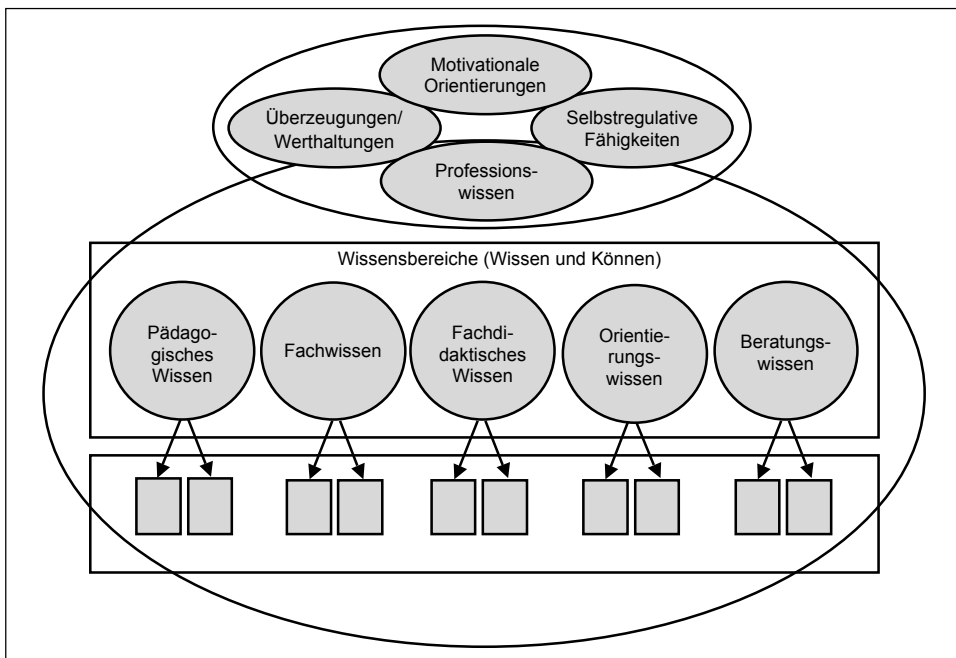 Motivationale
Orientierungen
Überzeugungen/
Werthaltungen
Selbstregulative
Fähigkeiten
Professions-
wissen
Wissensbereiche (Wissen und Können)
Pädago-
gisches
Wissen
Fachwissen
Fachdi-
daktisches
Wissen
Orientie-
rungs-
wissen
Beratungs-
wissen